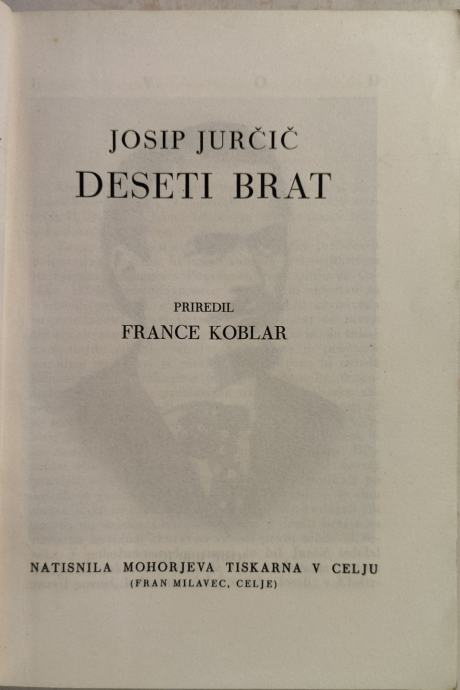 JOSIP JURČIČ
DESETI BRAT
PRIREDIL
FRANCE KOBLAR
NATISNILA MOHORJEVA TISKARNA V CELJU
(FRAN MILAVEC, CELJE)